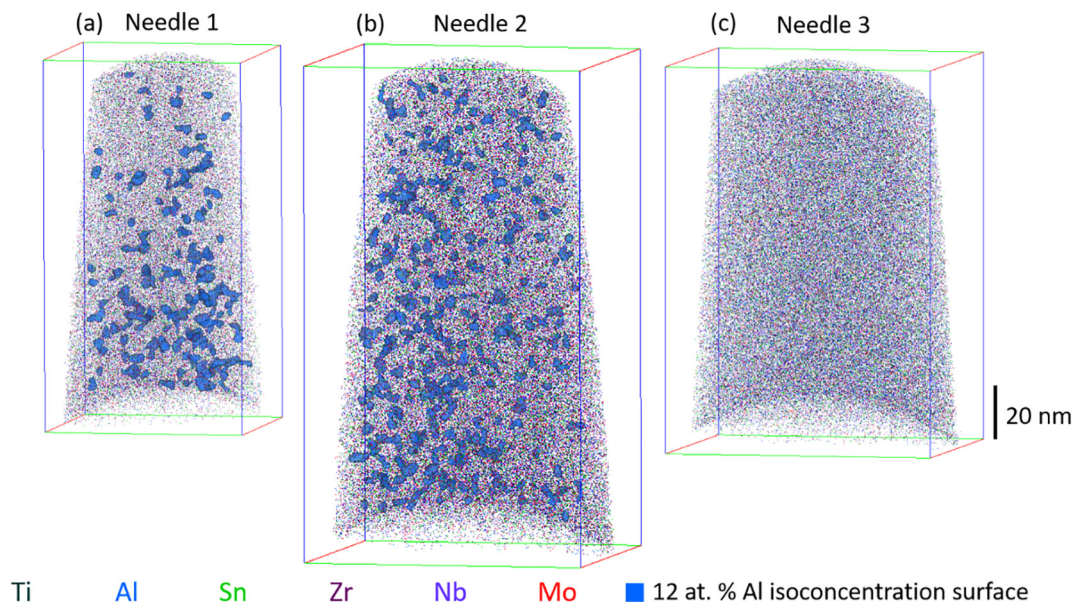 (a) Needle 1
(b) Needle 2
(c) Needle 3
20 nm
Ti Al Sn Zr Nb Mo 12 at. % Al isoconcentration surface